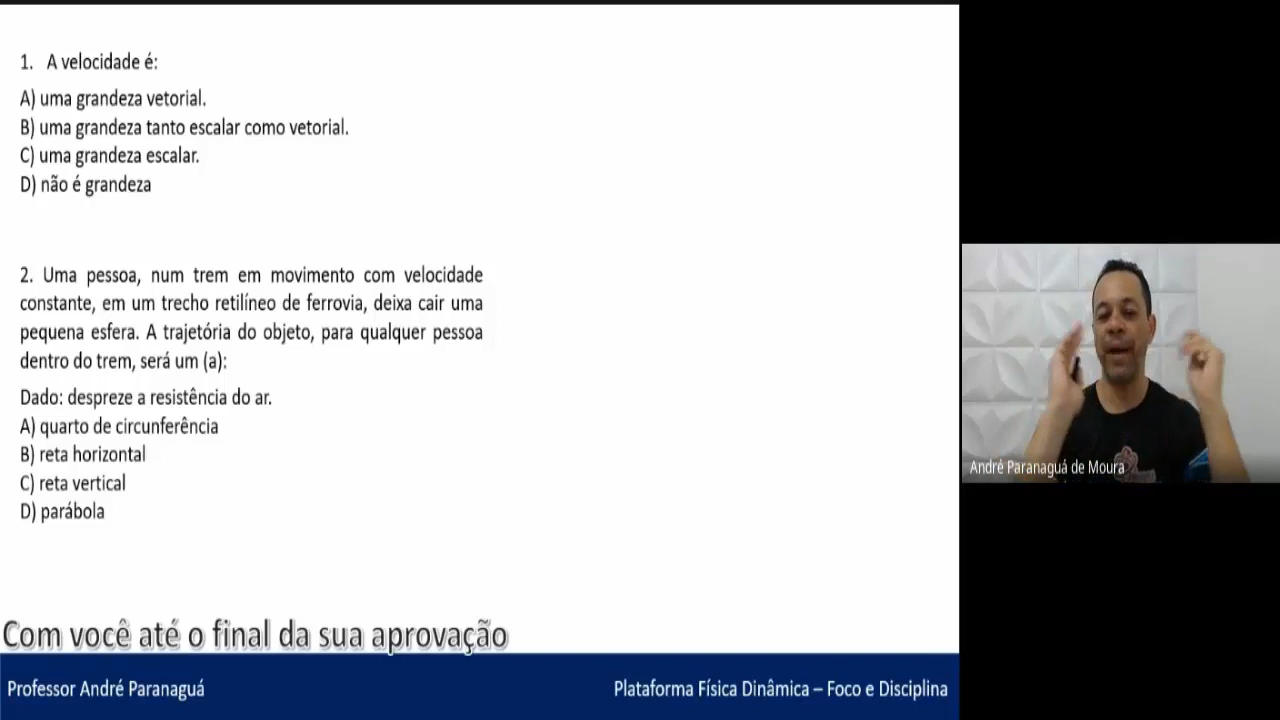 1. A velocidade é:
A) uma grandeza vetorial.
B) uma grandeza tanto escalar como vetorial.
C) uma grandeza escalar.
D) não é grandeza
2. Uma pessoa, num trem em movimento com velocidade
constante, em um trecho retilíneo de ferrovia, deixa cair uma
pequena esfera. A trajetória do objeto, para qualquer pessoa
dentro do trem, será um (a):
Dado: despreze a resistência do ar.
A) quarto de circunferência
B) reta horizontal
C) reta vertical
D) parábola
Com você até o final da sua aprovação
Professor André Paranaguá
Plataforma Física Dinâmica – Foco e Disciplina
André Paranaguá de Moura